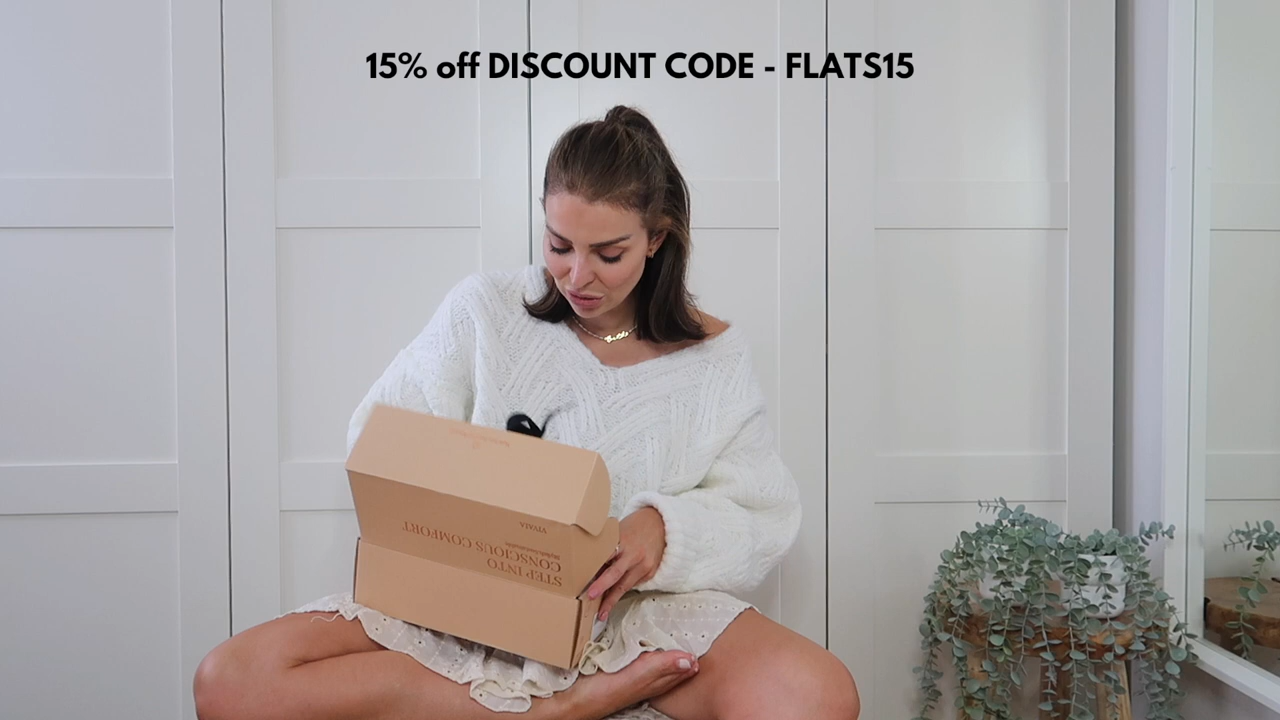 15% off DISCOUNT CODE - FLATS15
STEP INTO
CONSCIOUS COMFORT
VIVAIA